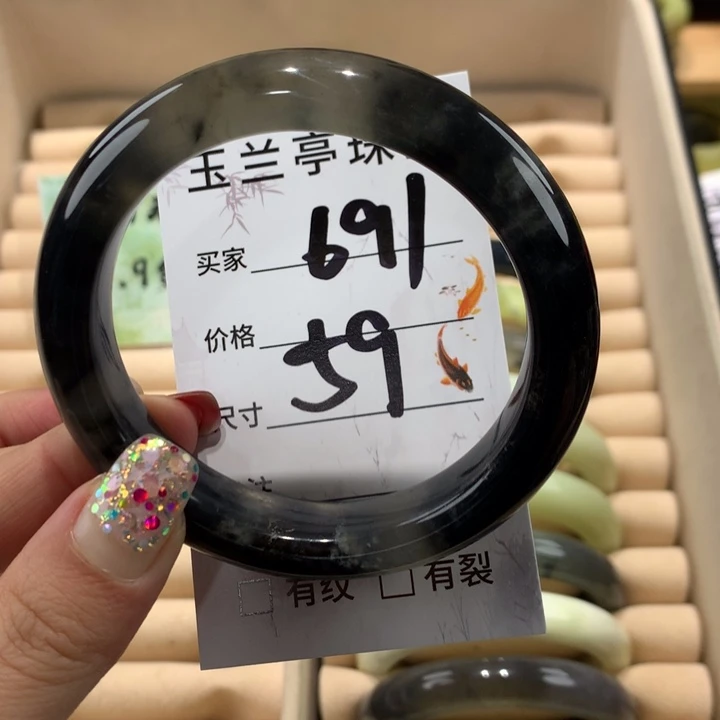 玉兰亭珠
买家 691
价格 59
尺寸
有纹 有裂